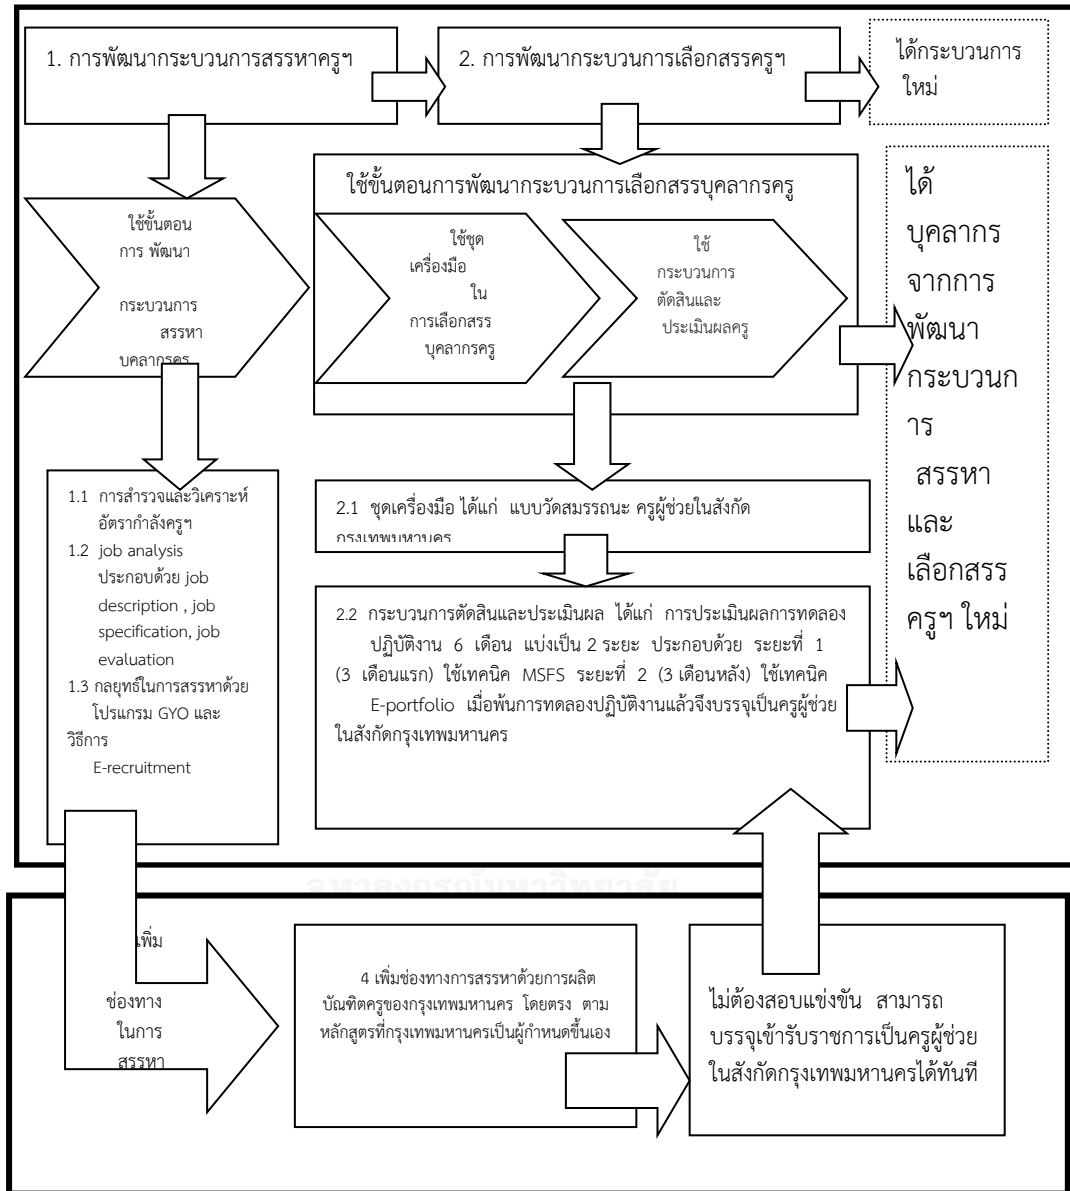 1. การพัฒนากระบวนการสรรหาครูฯ
2. การพัฒนากระบวนการเลือกสรรครูฯ
ได้กระบวนการ
ใหม่
ใช้ขั้นตอน
การ พัฒนา
กระบวนการ
สรรหา
บุคลากรครู
ใช้ขั้นตอนการพัฒนากระบวนการเลือกสรรบุคลากรครู
ใช้ชุด
เครื่องมือ
ใน
การเลือกสรร
บุคลากรครู
ใช้
กระบวนการ
ตัดสินและ
ประเมินผลครู
ได้
บุคลากร
จากการ
พัฒนา
กระบวนก
าร
สรรหา
และ
เลือกสรร
ครูฯ ใหม่
1.1 การสำรวจและวิเคราะห์
อัตรากำลังครูฯ
1.2 job analysis
ประกอบด้วย job
description , job
specification, job
evaluation
1.3 กลยุทธ์ในการสรรหาด้วย
โปรแกรม GYO และ
วิธีการ
E-recruitment
2.1 ชุดเครื่องมือ ได้แก่ แบบวัดสมรรถนะ ครูผู้ช่วยในสังกัด
กรุงเทพมหานคร
2.2 กระบวนการตัดสินและประเมินผล ได้แก่ การประเมินผลการทดลอง
ปฏิบัติงาน 6 เดือน แบ่งเป็น 2 ระยะ ประกอบด้วย ระยะที่ 1
(3 เดือนแรก) ใช้เทคนิค MSFS ระยะที่ 2 (3 เดือนหลัง) ใช้เทคนิค
E-portfolio เมื่อพ้นการทดลองปฏิบัติงานแล้วจึงบรรจุเป็นครูผู้ช่วย
ในสังกัดกรุงเทพมหานคร
จุฬาลงกรณ์มหาวิทยาลัย
เพิ่ม
ช่องทาง
ในการ
สรรหา
4 เพิ่มช่องทางการสรรหาด้วยการผลิต
บัณฑิตครูของกรุงเทพมหานคร โดยตรง ตาม
หลักสูตรที่กรุงเทพมหานครเป็นผู้กำหนดขึ้นเอง
ไม่ต้องสอบแข่งขัน สามารถ
บรรจุเข้ารับราชการเป็นครูผู้ช่วย
ในสังกัดกรุงเทพมหานครได้ทันที